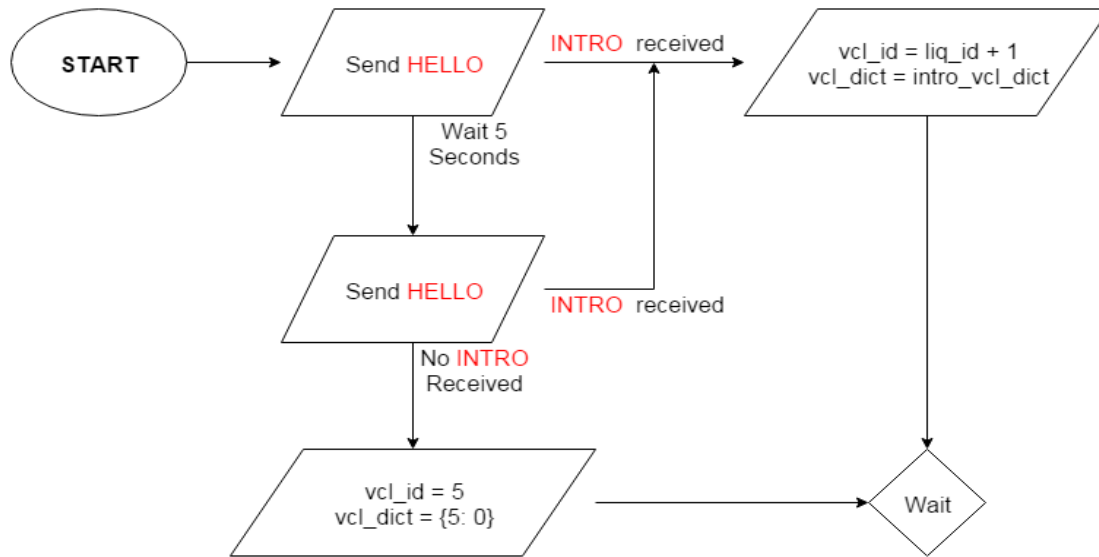 START
Send HELLO
INTRO received
vcl_id = liq_id + 1
vcl_dict = intro_vcl_dict
Wait 5
Seconds
Send HELLO
INTRO received
No INTRO
Received
vcl_id = 5
vcl_dict = {5: 0}
Wait